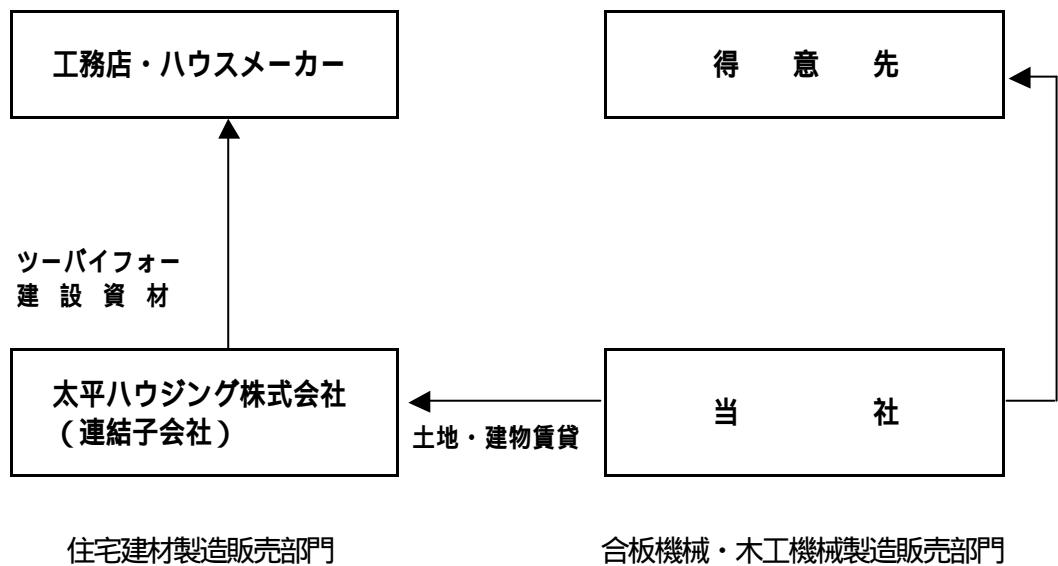 工務店・ハウスメーカー
得 意 先
ツーバイフォー
建 設 資 材
太平ハウジング株式会社
(連結子会社)
土地・建物賃貸
当 社
住宅建材製造販売部門
合板機械・木工機械製造販売部門